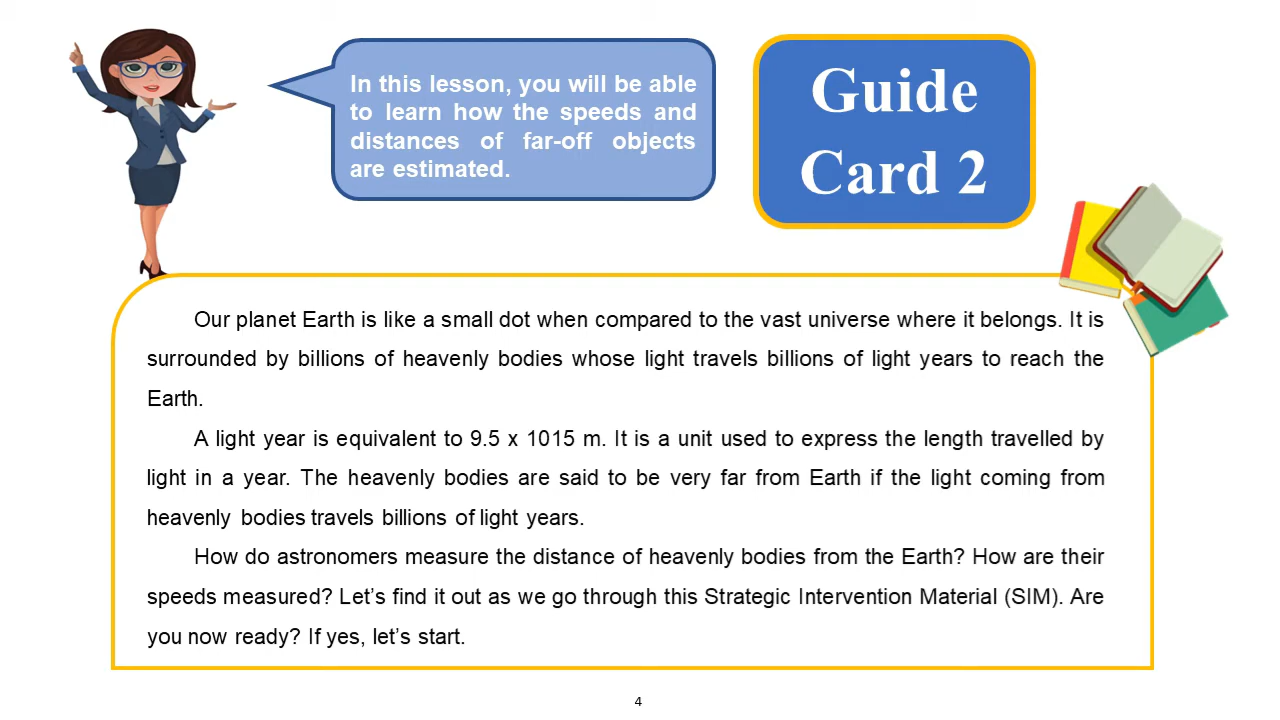 In this lesson, you will be able
to learn how the speeds and
distances of far-off objects
are estimated.
Guide
Card 2
Our planet Earth is like a small dot when compared to the vast universe where it belongs. It is
surrounded by billions of heavenly bodies whose light travels billions of light years to reach the
Earth.
A light year is equivalent to 9.5 x 1015 m. It is a unit used to express the length travelled by
light in a year. The heavenly bodies are said to be very far from Earth if the light coming from
heavenly bodies travels billions of light years.
How do astronomers measure the distance of heavenly bodies from the Earth? How are their
speeds measured? Let’s find it out as we go through this Strategic Intervention Material (SIM). Are
you now ready? If yes, let’s start.
4